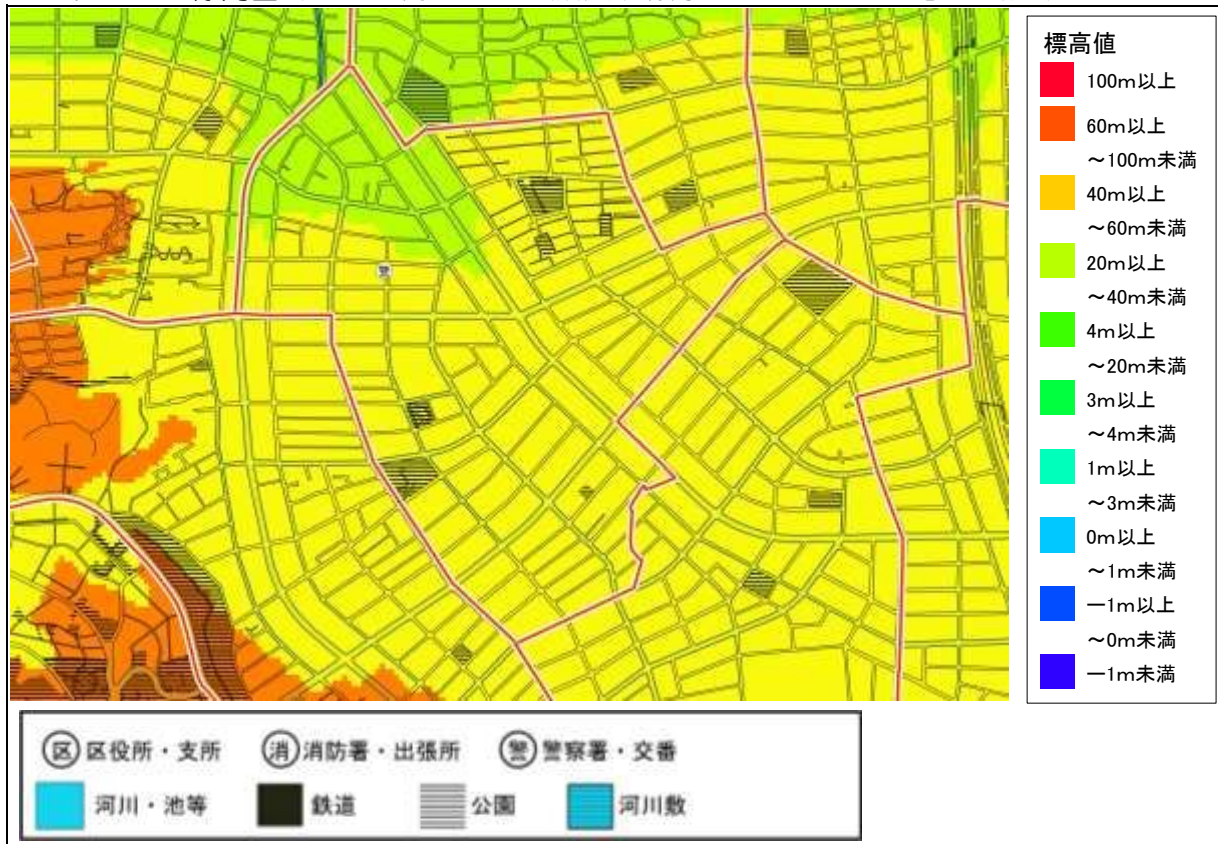 標高値
100m以上
60m以上
～100m未満
40m以上
～60m未満
20m以上
～40m未満
4m以上
～20m未満
3m以上
～4m未満
1m以上
～3m未満
0m以上
～1m未満
－1m以上
～0m未満
－1m未満
区 区役所・支所 消 消防署・出張所 警 警察署・交番
河川・池等 鉄道 公園 河川敷